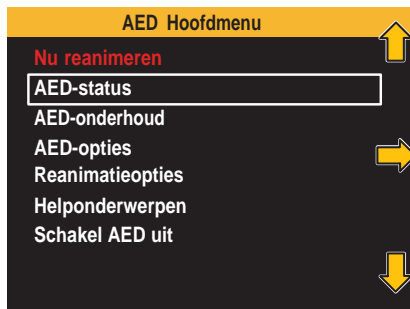 AED Hoofdmenu
Nu reanimeren
AED-status
AED-onderhoud
AED-opties
Reanimatieopties
Helponderwerpen
Schakel AED uit